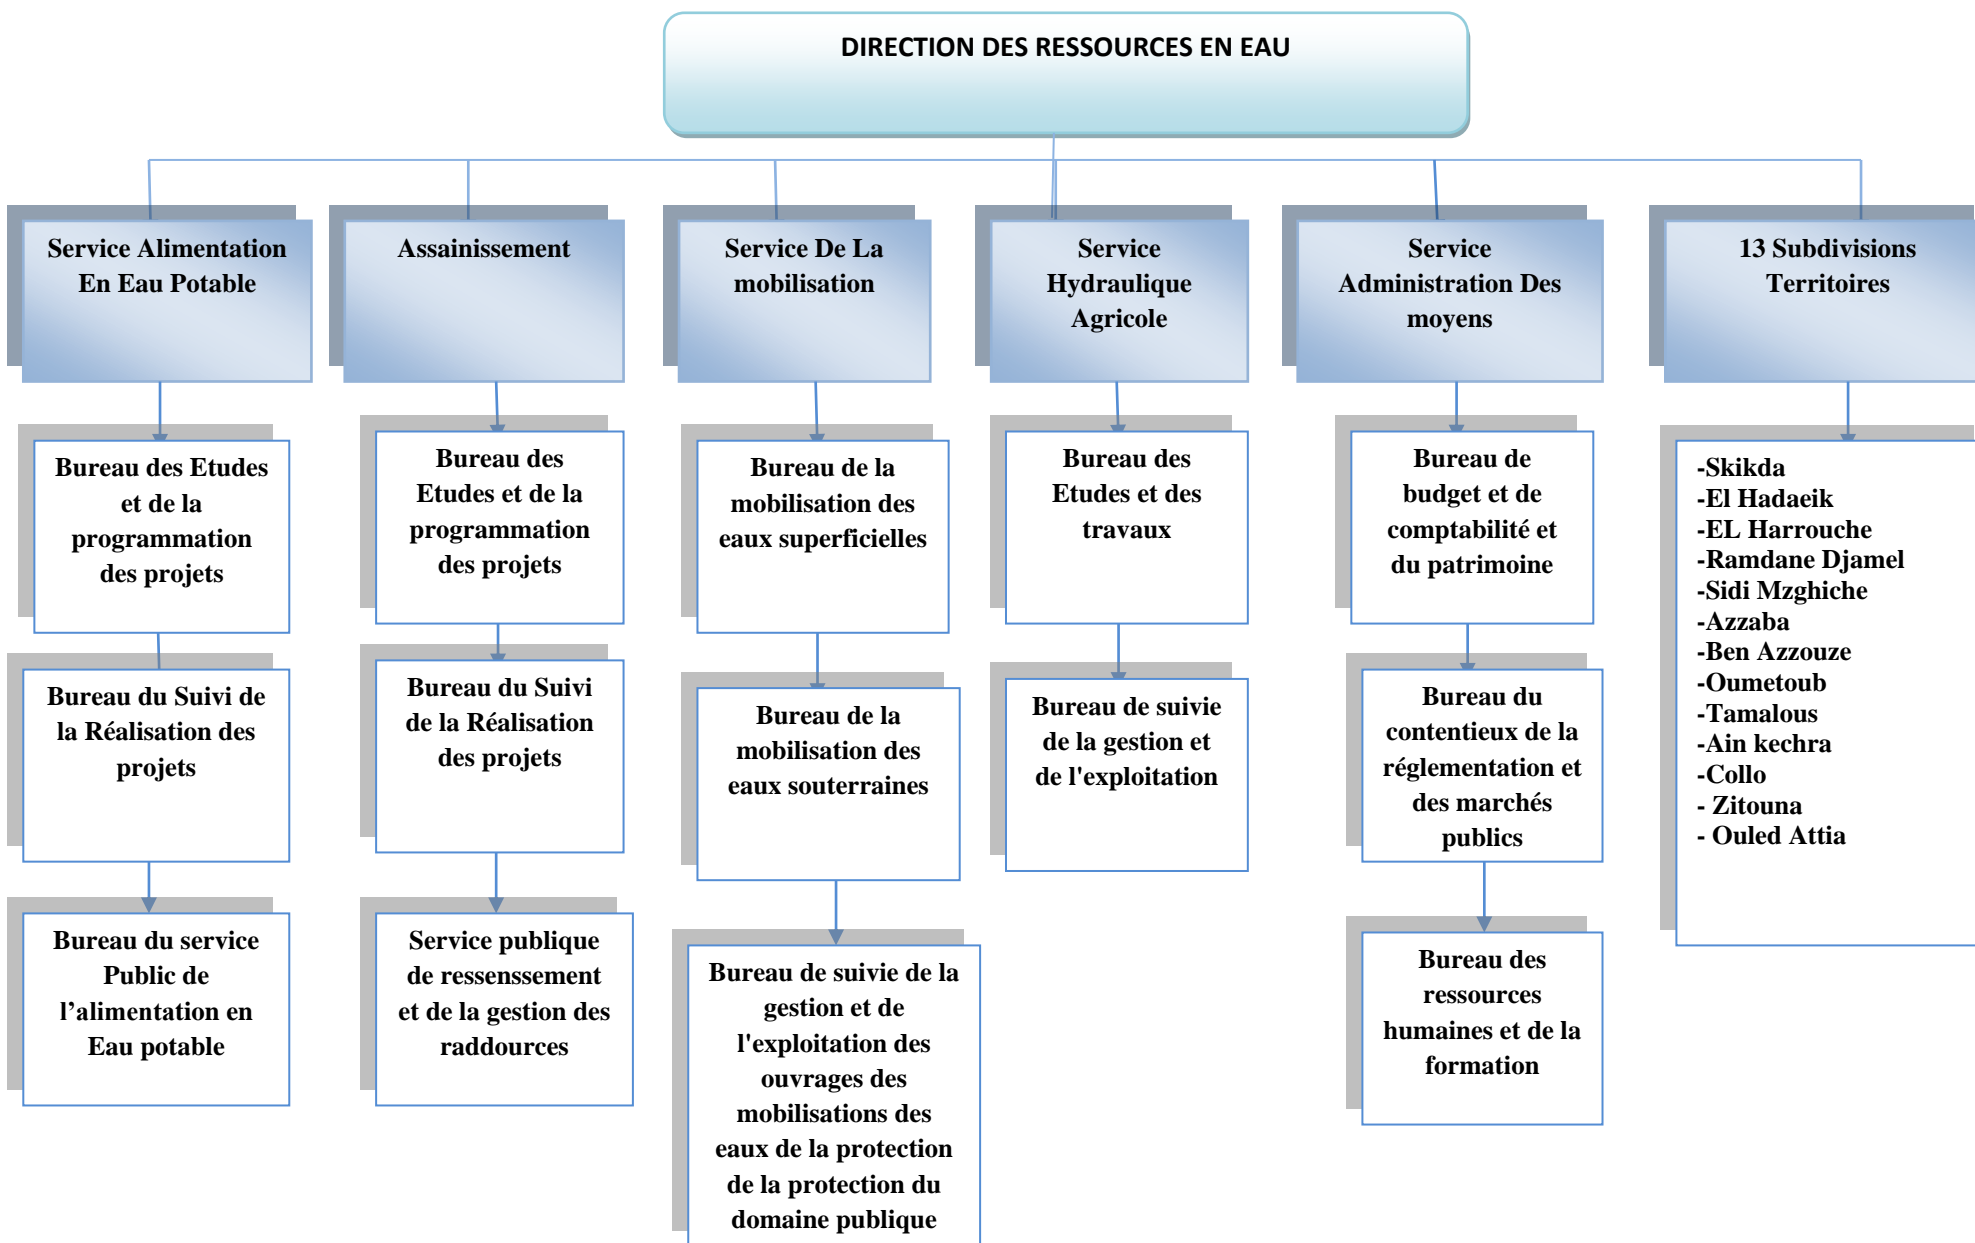 DIRECTION DES RESSOURCES EN EAU
Service Alimentation
En Eau Potable
Assainissement
Service De La
mobilisation
Service
Hydraulique
Agricole
Service
Administration Des
moyens
13 Subdivisions
Territoires
Bureau des Etudes
et de la
programmation
des projets
Bureau des
Etudes et de la
programmation
des projets
Bureau de la
mobilisation des
eaux superficielles
Bureau des
Etudes et des
travaux
Bureau de
budget et de
comptabilité et
du patrimoine
-Skikda
-El Hadaeik
-EL Harrouche
-Ramdane Djamel
-Sidi Mzghiche
-Azzaba
-Ben Azzouze
-Oumetoub
-Tamalous
-Ain kechra
-Collo
- Zitouna
- Ouled Attia
Bureau du Suivi de
la Réalisation des
projets
Bureau du Suivi
de la Réalisation
des projets
Bureau de la
mobilisation des
eaux souterraines
Bureau de suivie
de la gestion et
de l'exploitation
Bureau du
contentieux de la
réglementation et
des marchés
publics
Bureau du service
Public de
l’alimentation en
Eau potable
Service publique
de ressenssement
et de la gestion des
raddources
Bureau de suivie de la
gestion et de
l'exploitation des
ouvrages des
mobilisations des
eaux de la protection
de la protection du
domaine publique
Bureau des
ressources
humaines et de la
formation